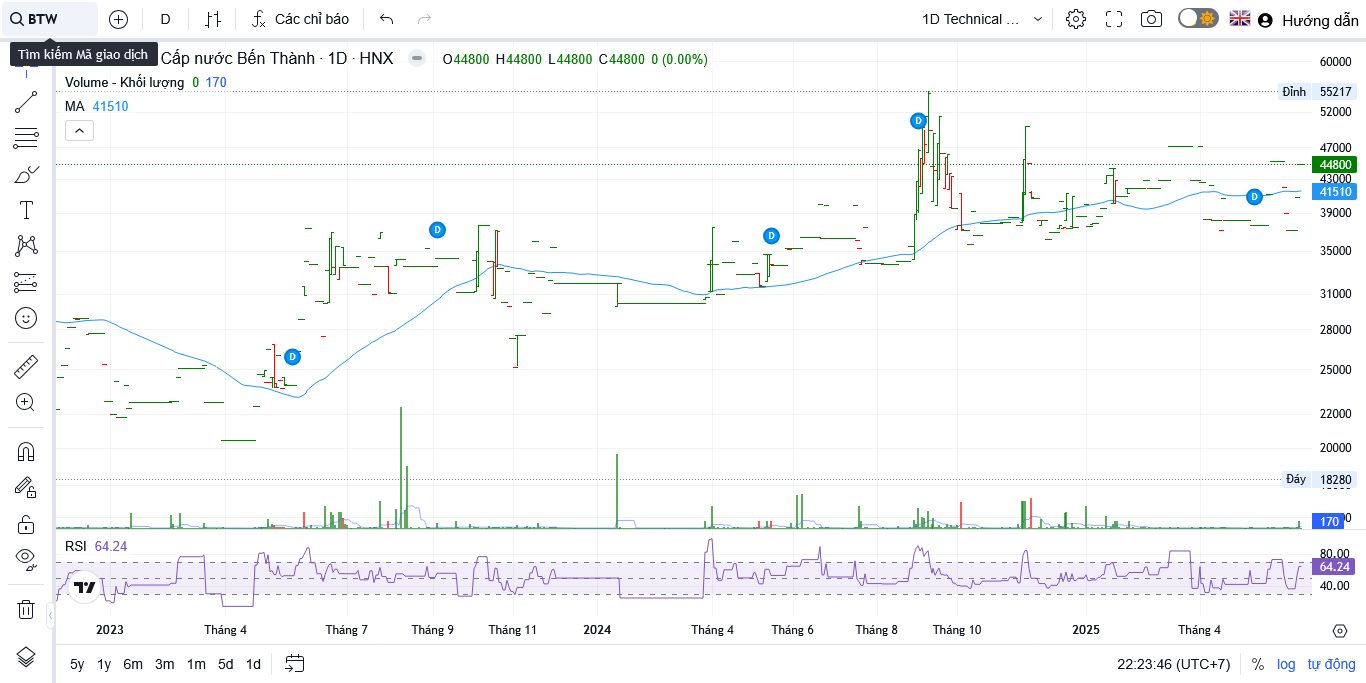 BTW D Các chỉ báo 1D Technical ... Hướng dẫn
Tìm kiếm Mã giao dịch
Cấp nước Bến Thành · 1D · HNX O44800 H44800 L44800 C44800 0 (0.00%)
Volume - Khối lượng 0 170
MA 41510
60000
Đỉnh 55217
52000
47000
44800
43000
41510
39000
35000
31000
28000
25000
22000
20000
Đáy 18280
170
D
D
D
D
D
RSI 64.24
80.00
64.24
40.00
2023 Tháng 4 Tháng 7 Tháng 9 Tháng 11 2024 Tháng 4 Tháng 6 Tháng 8 Tháng 10 2025 Tháng 4
5y 1y 6m 3m 1m 5d 1d 22:23:46 (UTC+7) % log tự động